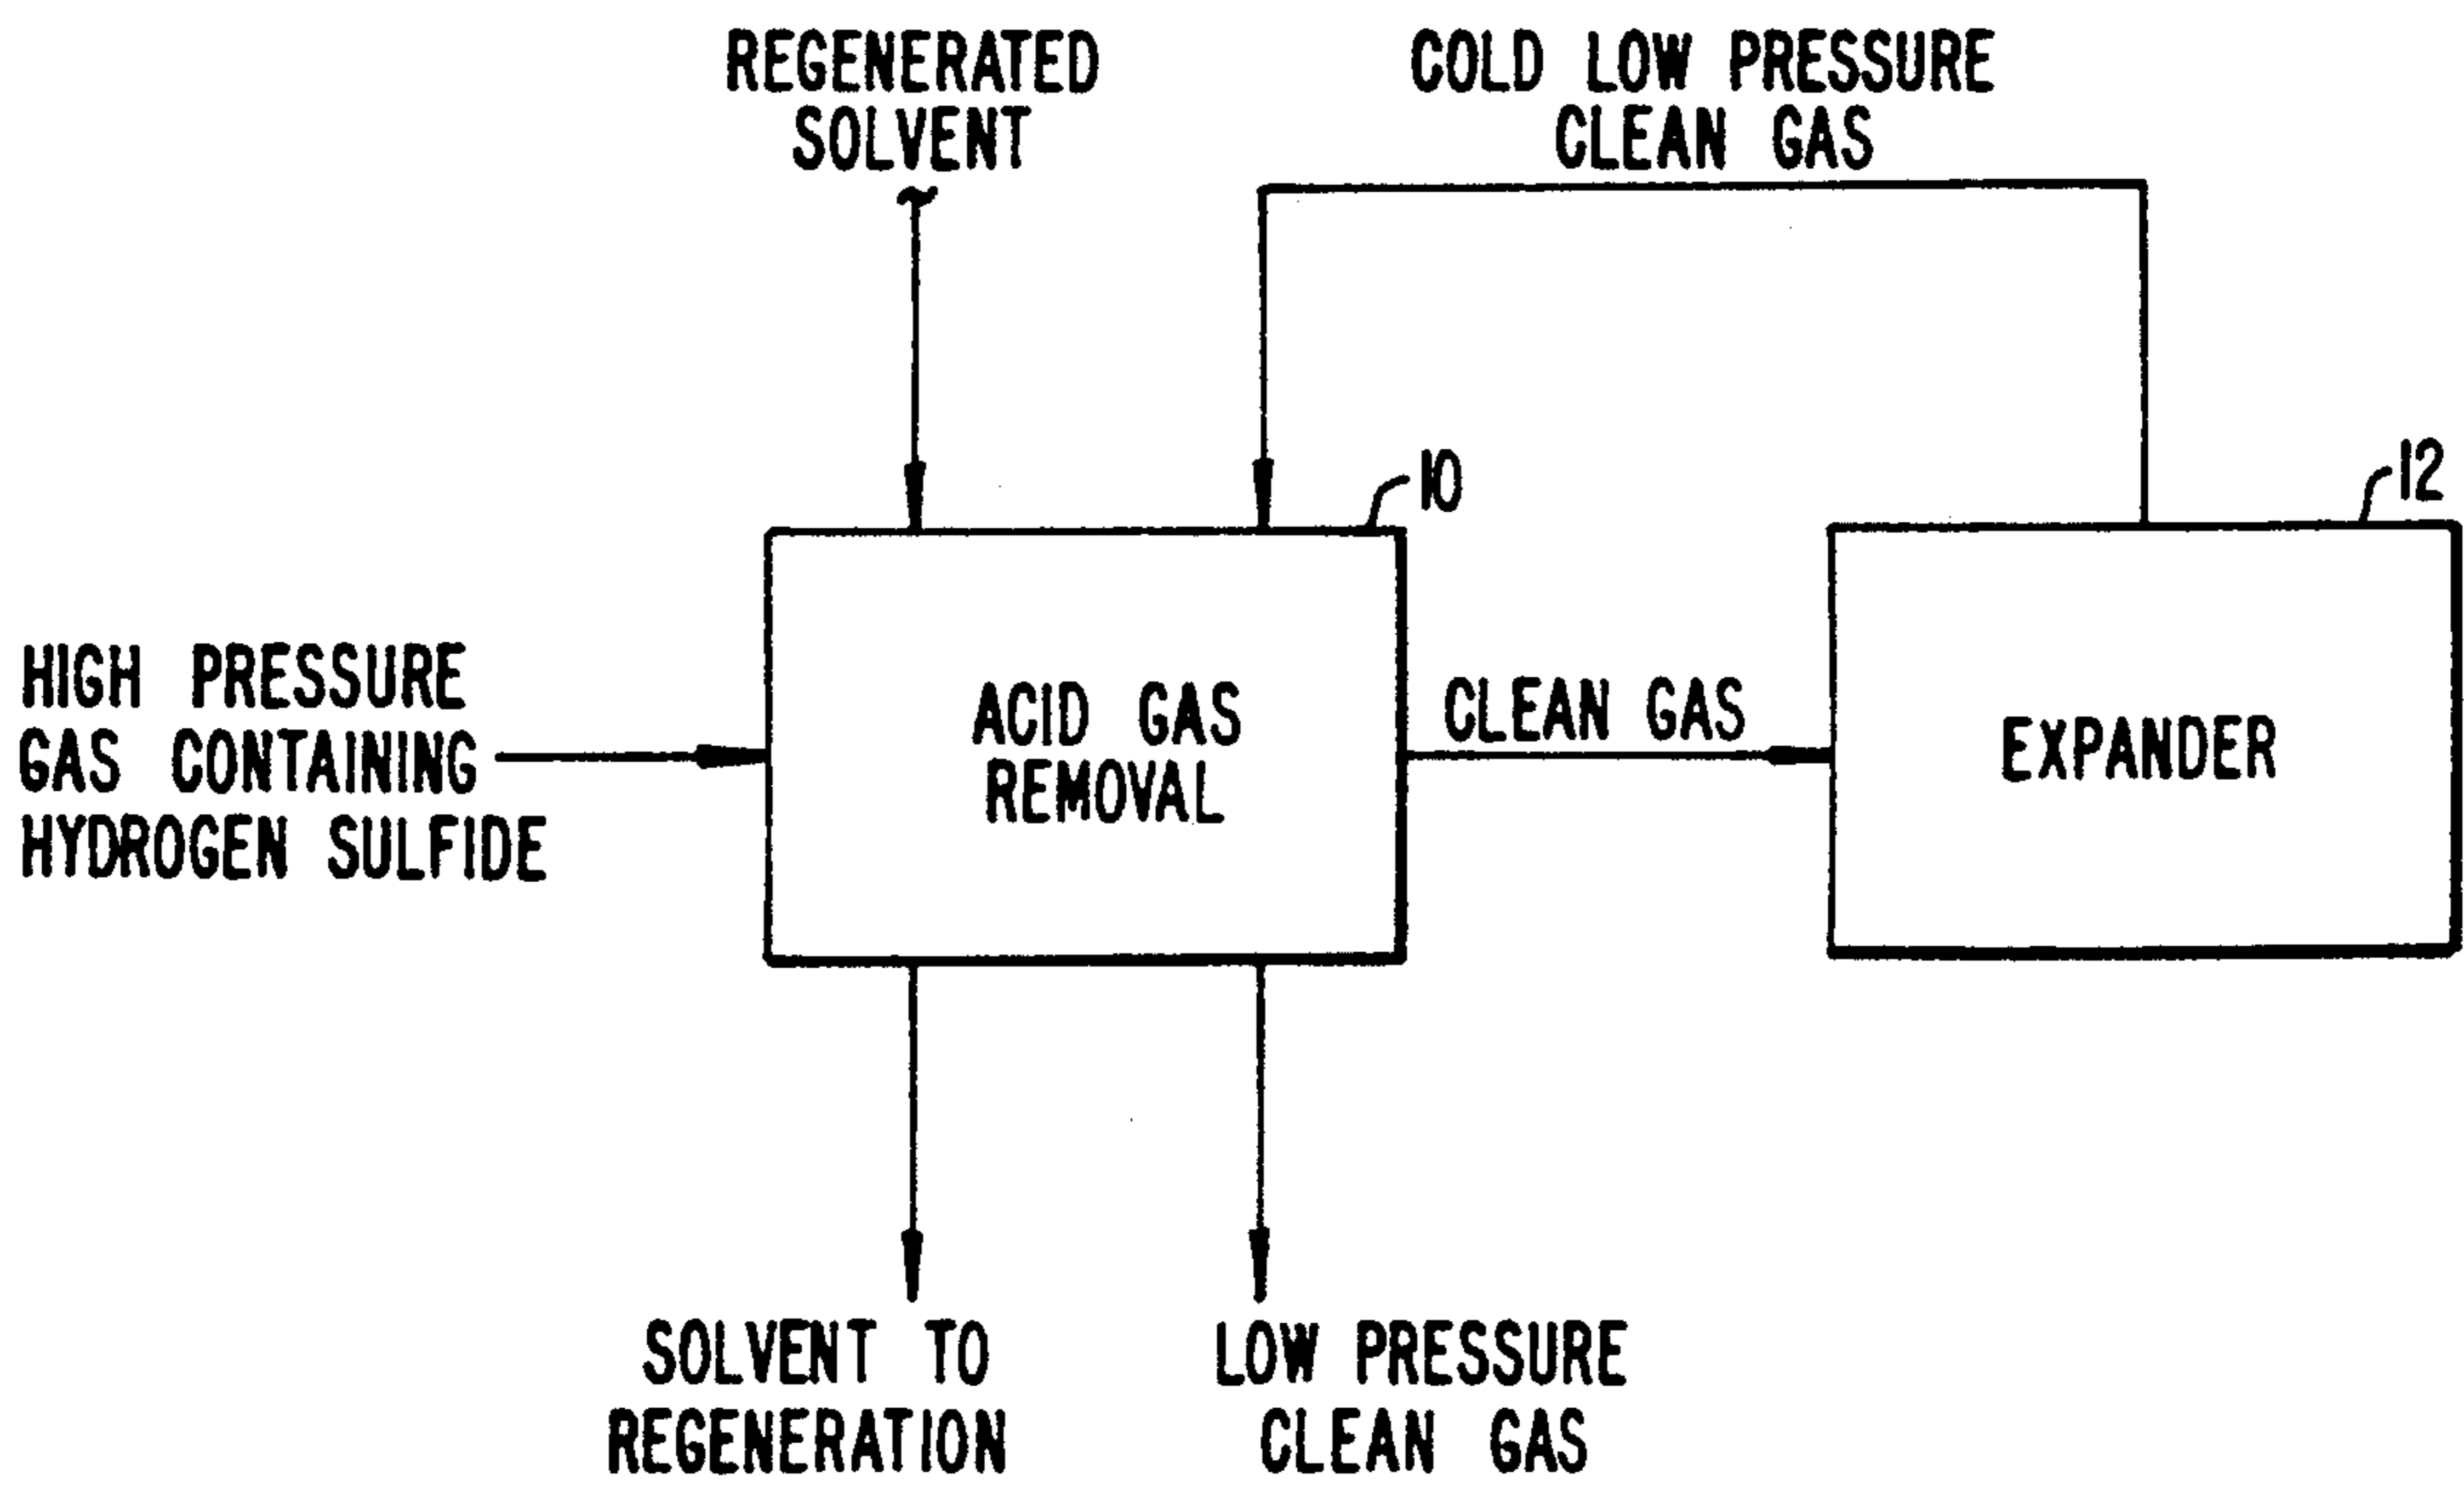 REGENERATED
SOLVENT
COLD LOW PRESSURE
CLEAN GAS
10
12
HIGH PRESSURE
GAS CONTAINING
HYDROGEN SULFIDE
ACID GAS
REMOVAL
CLEAN GAS
EXPANDER
SOLVENT TO
REGENERATION
LOW PRESSURE
CLEAN GAS